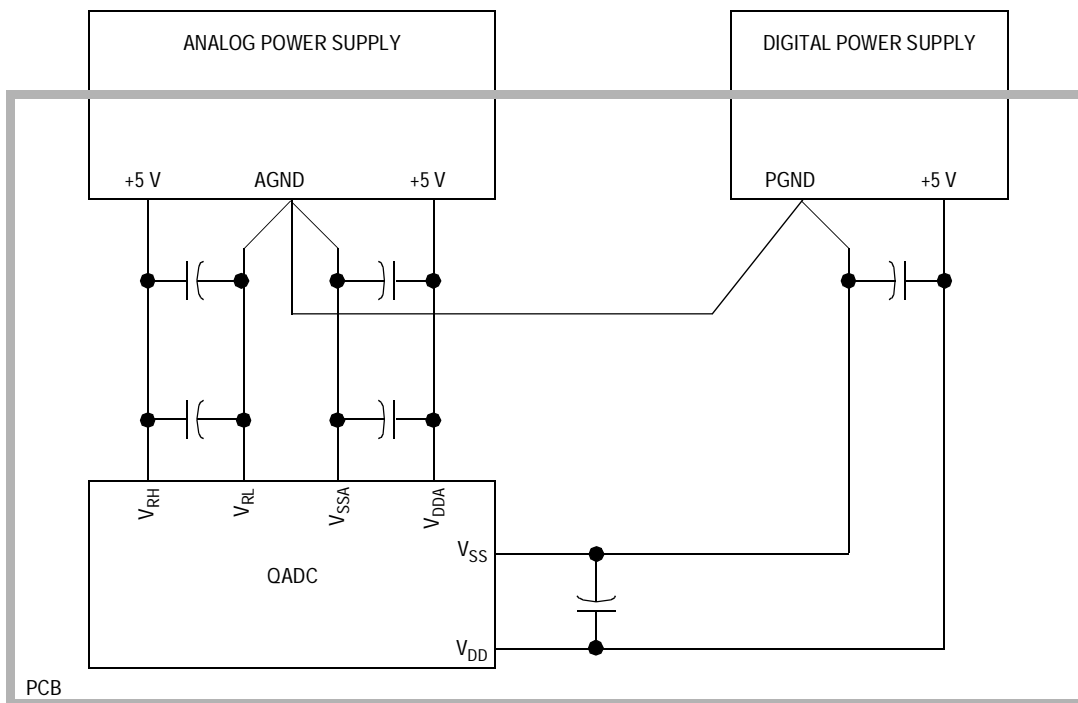 ANALOG POWER SUPPLY
DIGITAL POWER SUPPLY
+5 V
AGND
+5 V
PGND
+5 V
VRH
VRL
VSSA
VDDA
VSS
QADC
VDD
PCB